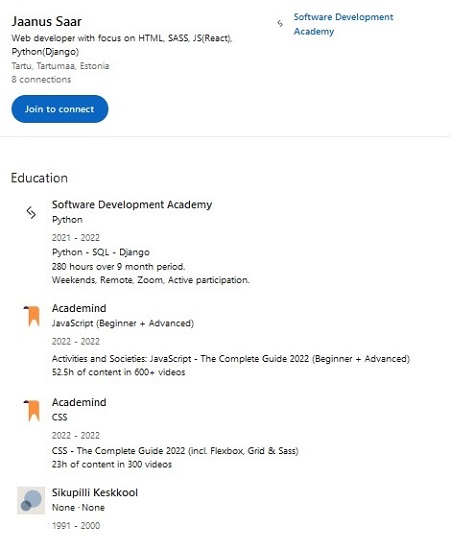 Jaanus Saar
Web developer with focus on HTML, SASS, JS(React),
Python(Django)
Tartu, Tartumaa, Estonia
8 connections
Join to connect
Software Development
Academy
Education
Software Development Academy
Python
2021 - 2022
Python - SQL - Django
280 hours over 9 month period.
Weekends, Remote, Zoom, Active participation.
Academind
JavaScript (Beginner + Advanced)
2022 - 2022
Activities and Societies: JavaScript - The Complete Guide 2022 (Beginner + Advanced)
52.5h of content in 600+ videos
Academind
CSS
2022 - 2022
CSS - The Complete Guide 2022 (incl. Flexbox, Grid & Sass)
23h of content in 300 videos
Sikupilli Keskkool
None · None
1991 - 2000